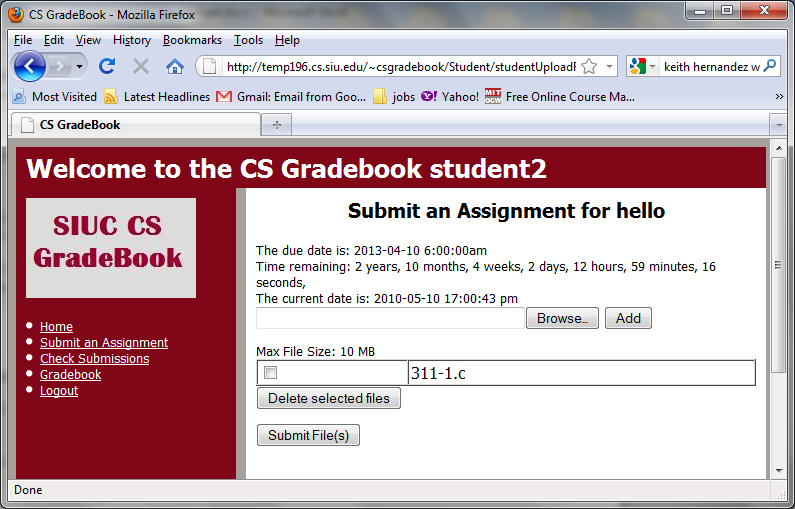 CS GradeBook - Mozilla Firefox
File Edit View History Bookmarks Tools Help
http://temp196.cs.siu.edu/~csgradebook/Student/studentUploadF
keith hernandez w
Most Visited Latest Headlines Gmail: Email from Goo... jobs Yahoo! MIT OCW Free Online Course Ma... »
CS GradeBook
Welcome to the CS Gradebook student2
SIUC CS
GradeBook
Home
Submit an Assignment
Check Submissions
Gradebook
Logout
Submit an Assignment for hello
The due date is: 2013-04-10 6:00:00am
Time remaining: 2 years, 10 months, 4 weeks, 2 days, 12 hours, 59 minutes, 16
seconds,
The current date is: 2010-05-10 17:00:43 pm
Browse... Add
Max File Size: 10 MB
311-1.c
Delete selected files
Submit File(s)
Done